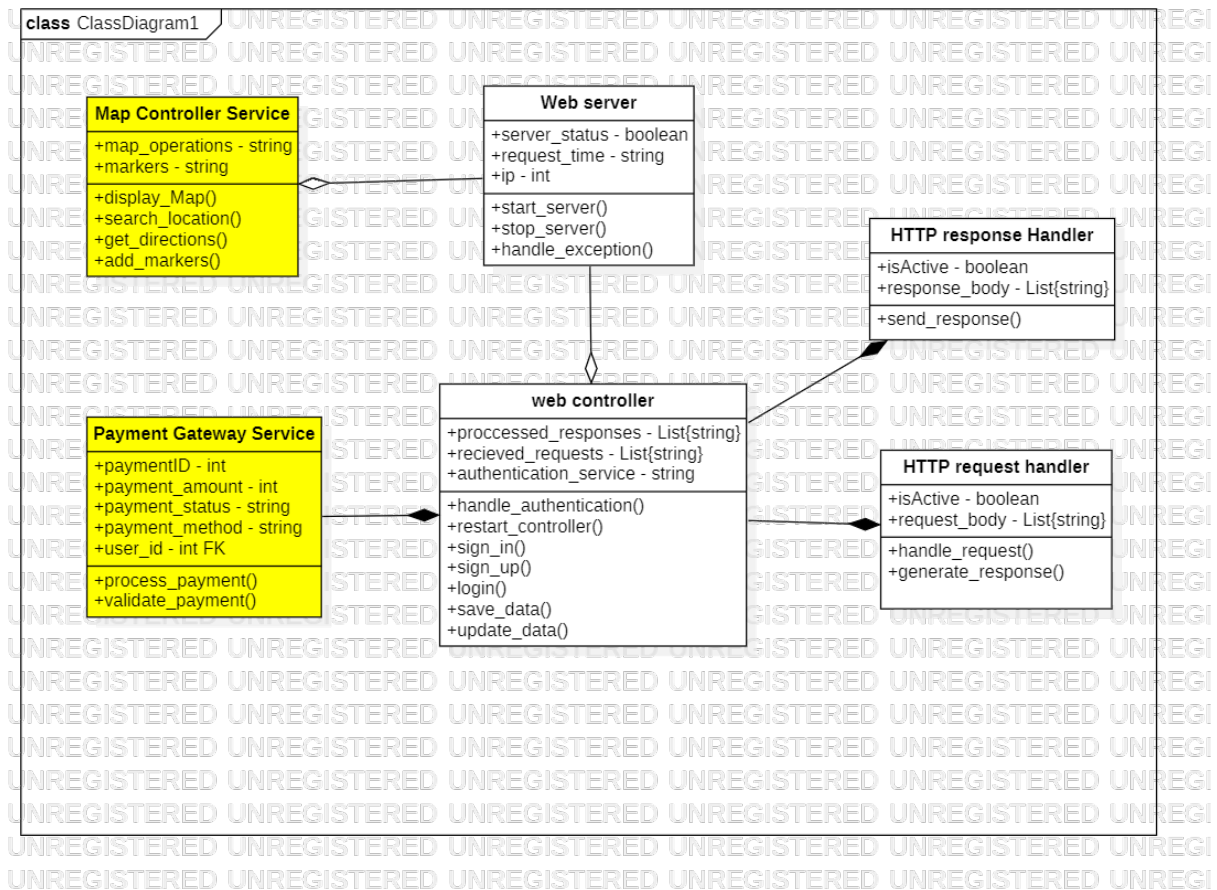 class ClassDiagram1
Map Controller Service
+map_operations - string
+markers - string
+display_Map()
+search_location()
+get_directions()
+add_markers()
Web server
+server_status - boolean
+request_time - string
+ip - int
+start_server()
+stop_server()
+handle_exception()
HTTP response Handler
+isActive - boolean
+response_body - List{string}
+send_response()
Payment Gateway Service
+paymentID - int
+payment_amount - int
+payment_status - string
+payment_method - string
+user_id - int FK
+process_payment()
+validate_payment()
web controller
+proccessed_responses - List{string}
+recieved_requests - List{string}
+authentication_service - string
+handle_authentication()
+restart_controller()
+sign_in()
+sign_up()
+login()
+save_data()
+update_data()
HTTP request handler
+isActive - boolean
+request_body - List{string}
+handle_request()
+generate_response()
UNREGISTERED